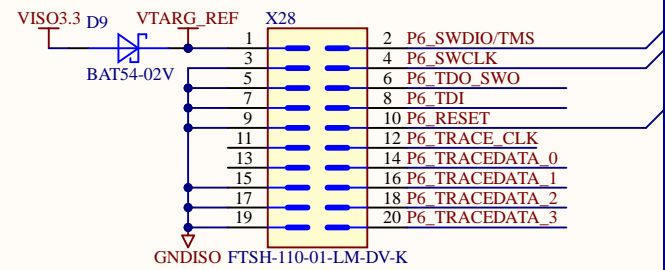 VISO3.3 D9 VTARG_REF X28
BAT54-02V
1 2 P6_SWDIO/TMS
3 4 P6_SWCLK
5 6 P6_TDO_SWO
7 8 P6_TDI
9 10 P6_RESET
11 12 P6_TRACE_CLK
13 14 P6_TRACEDATA_0
15 16 P6_TRACEDATA_1
17 18 P6_TRACEDATA_2
19 20 P6_TRACEDATA_3
GNDISO FTSH-110-01-LM-DV-K